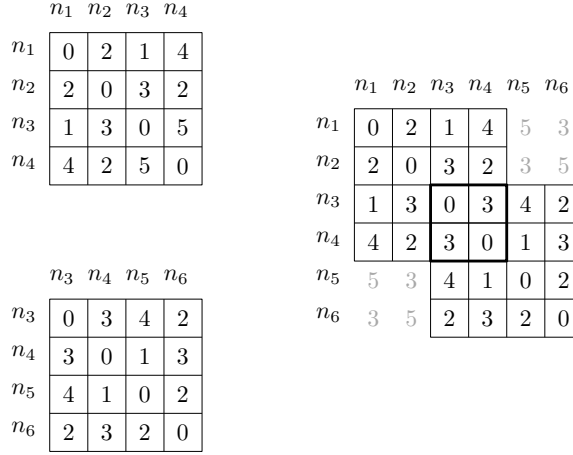 n1 n2 n3 n4
n1 0 2 1 4
n2 2 0 3 2
n3 1 3 0 5
n4 4 2 5 0
n3 n4 n5 n6
n3 0 3 4 2
n4 3 0 1 3
n5 4 1 0 2
n6 2 3 2 0
n1 n2 n3 n4 n5 n6
n1 0 2 1 4 5 3
n2 2 0 3 2 3 5
n3 1 3 0 3 4 2
n4 4 2 3 0 1 3
n5 5 3 4 1 0 2
n6 3 5 2 3 2 0